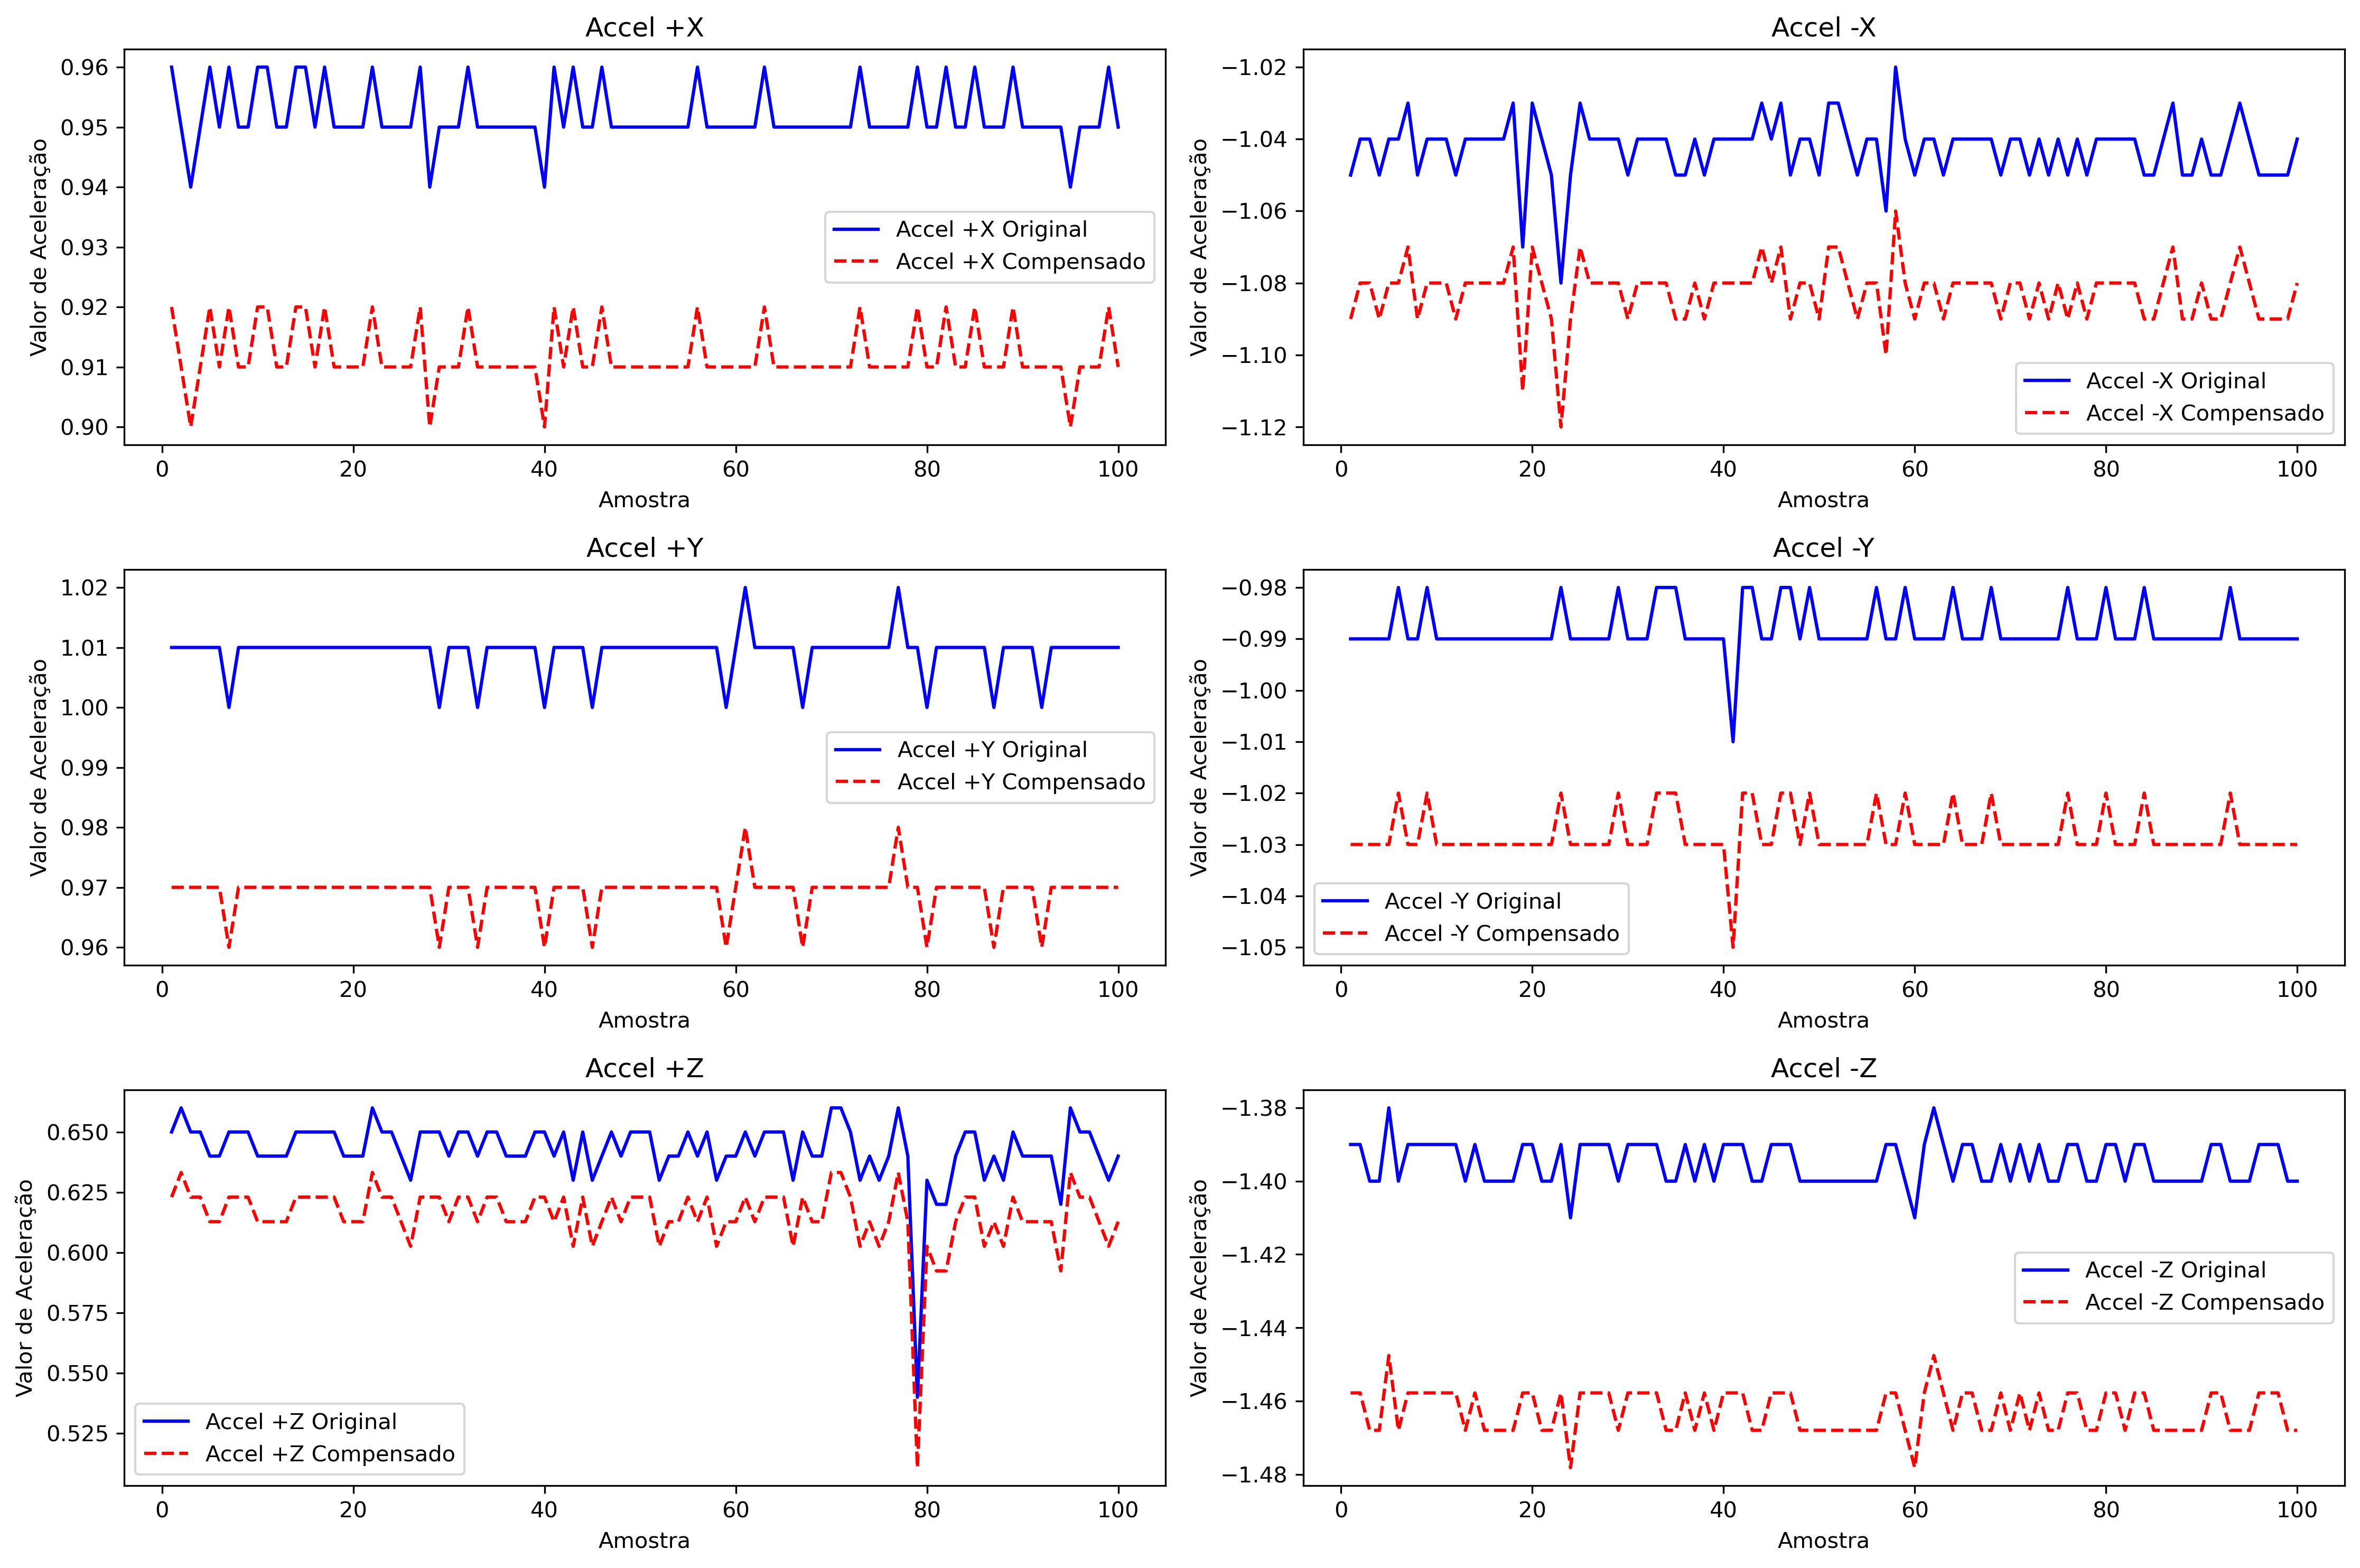 Accel +X
0.96
0.95
0.94
0.93
0.92
0.91
0.90
Valor de Aceleração
Accel +X Original
Accel +X Compensado
0 20 40 60 80 100
Amostra
Accel -X
−1.02
−1.04
−1.06
−1.08
−1.10
−1.12
Valor de Aceleração
Accel -X Original
Accel -X Compensado
0 20 40 60 80 100
Amostra
Accel +Y
1.02
1.01
1.00
0.99
0.98
0.97
0.96
Valor de Aceleração
Accel +Y Original
Accel +Y Compensado
0 20 40 60 80 100
Amostra
Accel -Y
−0.98
−0.99
−1.00
−1.01
−1.02
−1.03
−1.04
−1.05
Valor de Aceleração
Accel -Y Original
Accel -Y Compensado
0 20 40 60 80 100
Amostra
Accel +Z
0.650
0.625
0.600
0.575
0.550
0.525
Valor de Aceleração
Accel +Z Original
Accel +Z Compensado
0 20 40 60 80 100
Amostra
Accel -Z
−1.38
−1.40
−1.42
−1.44
−1.46
−1.48
Valor de Aceleração
Accel -Z Original
Accel -Z Compensado
0 20 40 60 80 100
Amostra